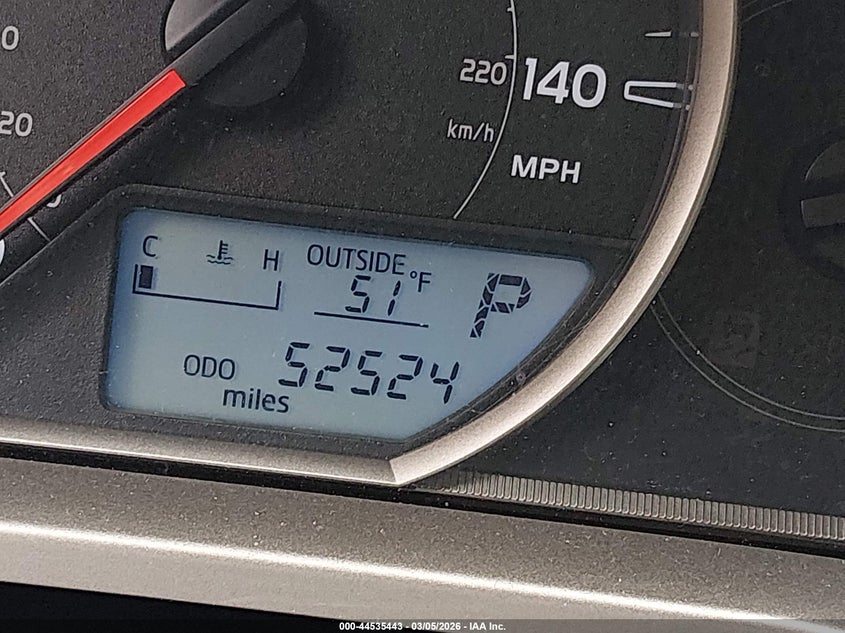 0
20
220 140
km/h
MPH
C H OUTSIDE
51 °F P
ODO 52524
miles
000-44535443 - 03/05/2026 - IAA Inc.